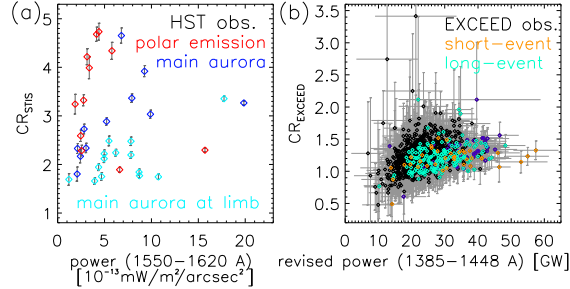 (a)
HST obs.
polar emission
main aurora
main aurora at limb
CR_STIS
5
4
3
2
1
0 5 10 15 20
power (1550−1620 A)
[10⁻¹³mW/m²/arcsec²]
(b)
EXCEED obs.
short−event
long−event
CR_EXCEED
3.5
3.0
2.5
2.0
1.5
1.0
0.5
0 10 20 30 40 50 60
revised power (1385−1448 A) [GW]